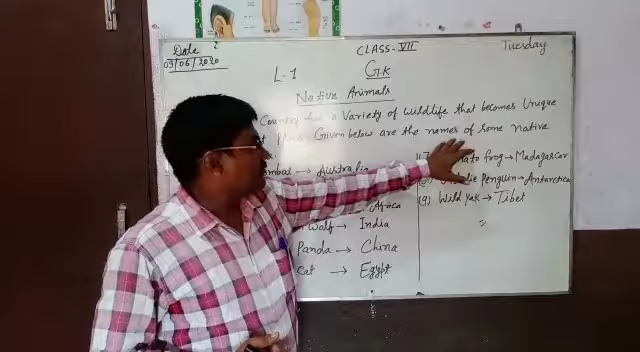 Date
03/06/2020
CLASS-VII
Tuesday
L-1
G.K
Native Animals
Country has a Variety of Wildlife that becomes Unique
Given below are the names of Some native
→ Australia
Africa
Wolf → India
Panda → China
Cat → Egypt
frog → Madagascar
Penguin → Antarctica
(9) Wild yak → Tibet